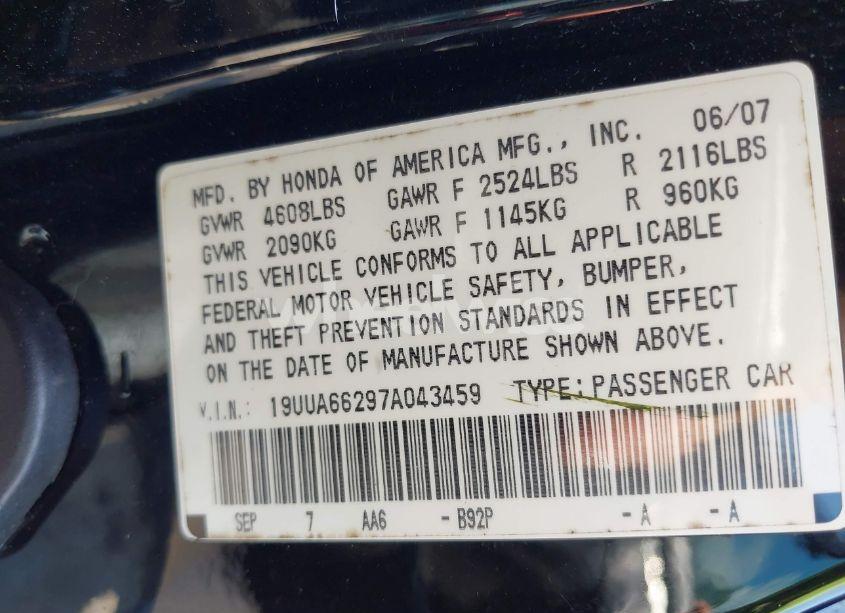 MFD. BY HONDA OF AMERICA MFG., INC. 06/07
GVWR 4608LBS GAWR F 2524LBS R 2116LBS
GVWR 2090KG GAWR F 1145KG R 960KG
THIS VEHICLE CONFORMS TO ALL APPLICABLE
FEDERAL MOTOR VEHICLE SAFETY, BUMPER,
AND THEFT PREVENTION STANDARDS IN EFFECT
ON THE DATE OF MANUFACTURE SHOWN ABOVE.
V.I.N.: 19UUA66297A043459 TYPE: PASSENGER CAR
SEP 7 AA6 - B92P - A - A